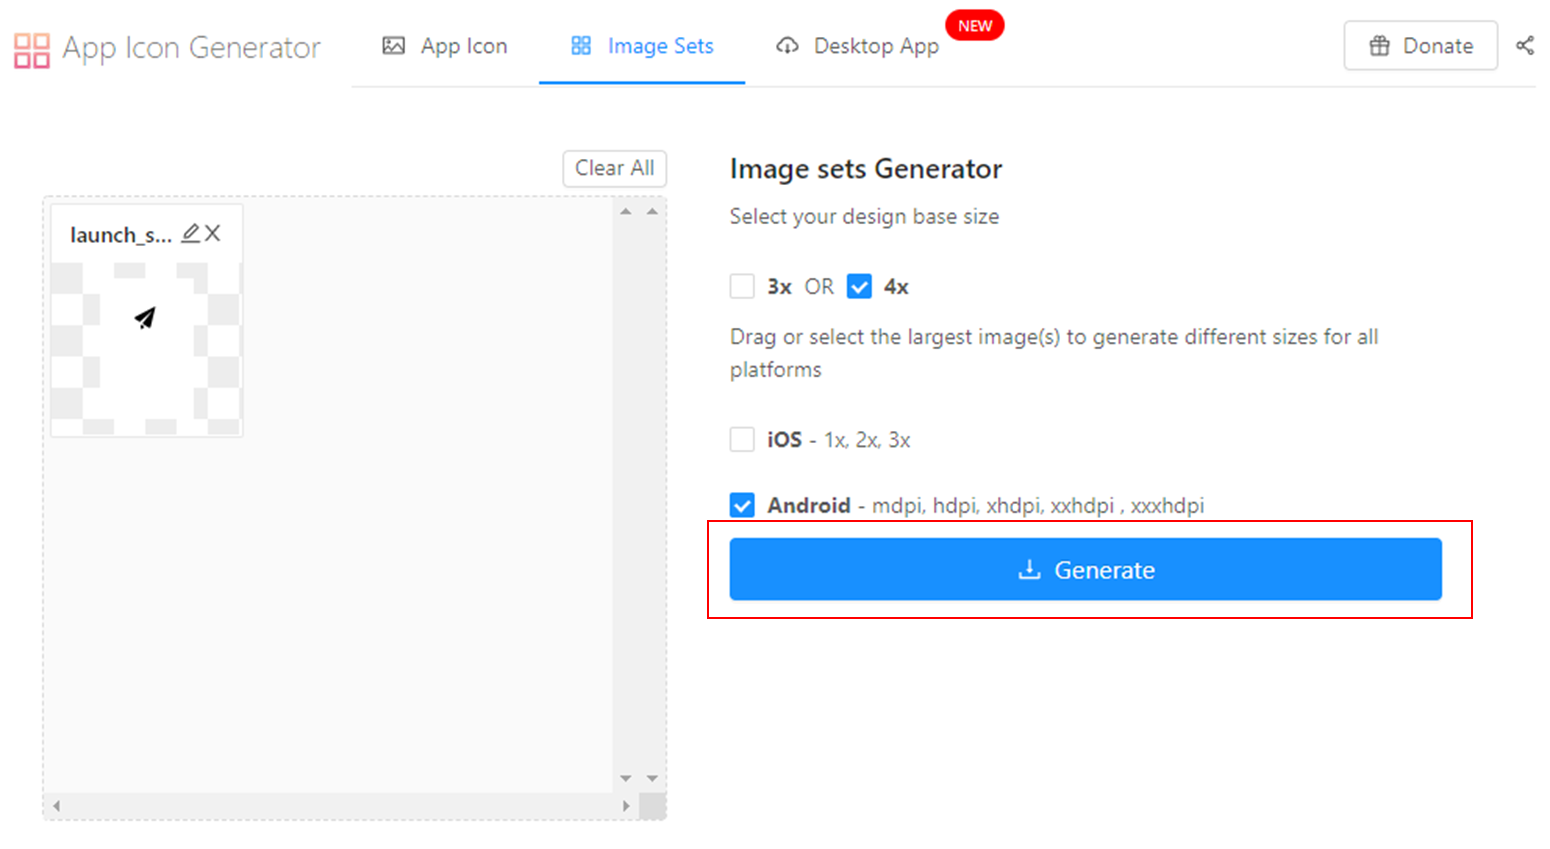 App Icon Generator
App Icon
Image Sets
Desktop App
NEW
Donate
Clear All
launch_s...
Image sets Generator
Select your design base size
3x OR 4x
Drag or select the largest image(s) to generate different sizes for all
platforms
iOS - 1x, 2x, 3x
Android - mdpi, hdpi, xhdpi, xxhdpi , xxxhdpi
Generate